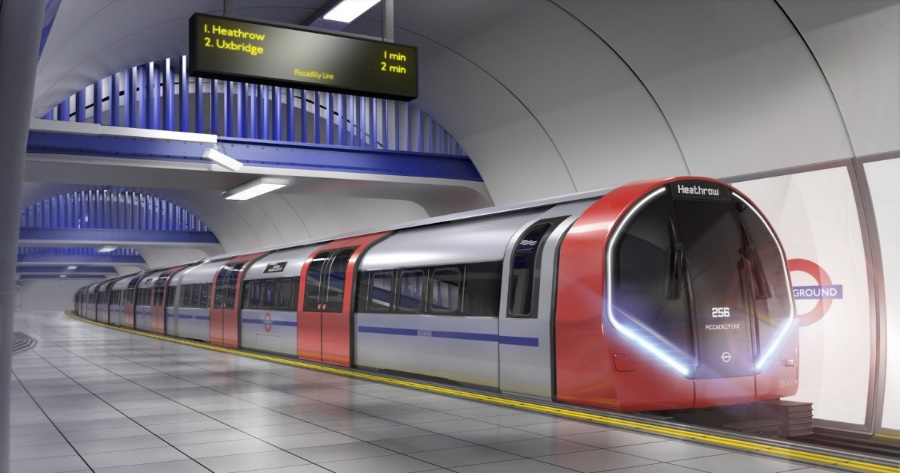 1. Heathrow 1 min
2. Uxbridge 2 min
Piccadilly Line
Heathrow
GROUND
256
PICCADILLY LINE